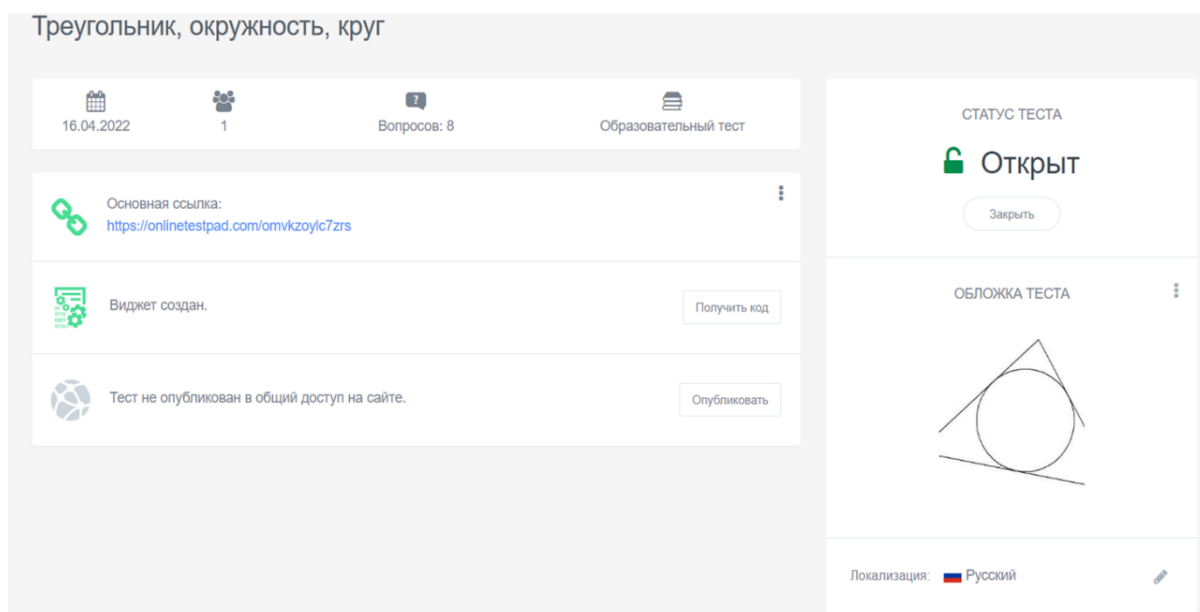 Треугольник, окружность, круг
16.04.2022
1
Вопросов: 8
Образовательный тест
Основная ссылка:
https://onlinetestpad.com/omvkzoylc7zrs
Виджет создан.
Получить код
Тест не опубликован в общий доступ на сайте.
Опубликовать
СТАТУС ТЕСТА
Открыт
Закрыть
ОБЛОЖКА ТЕСТА
Локализация: Русский